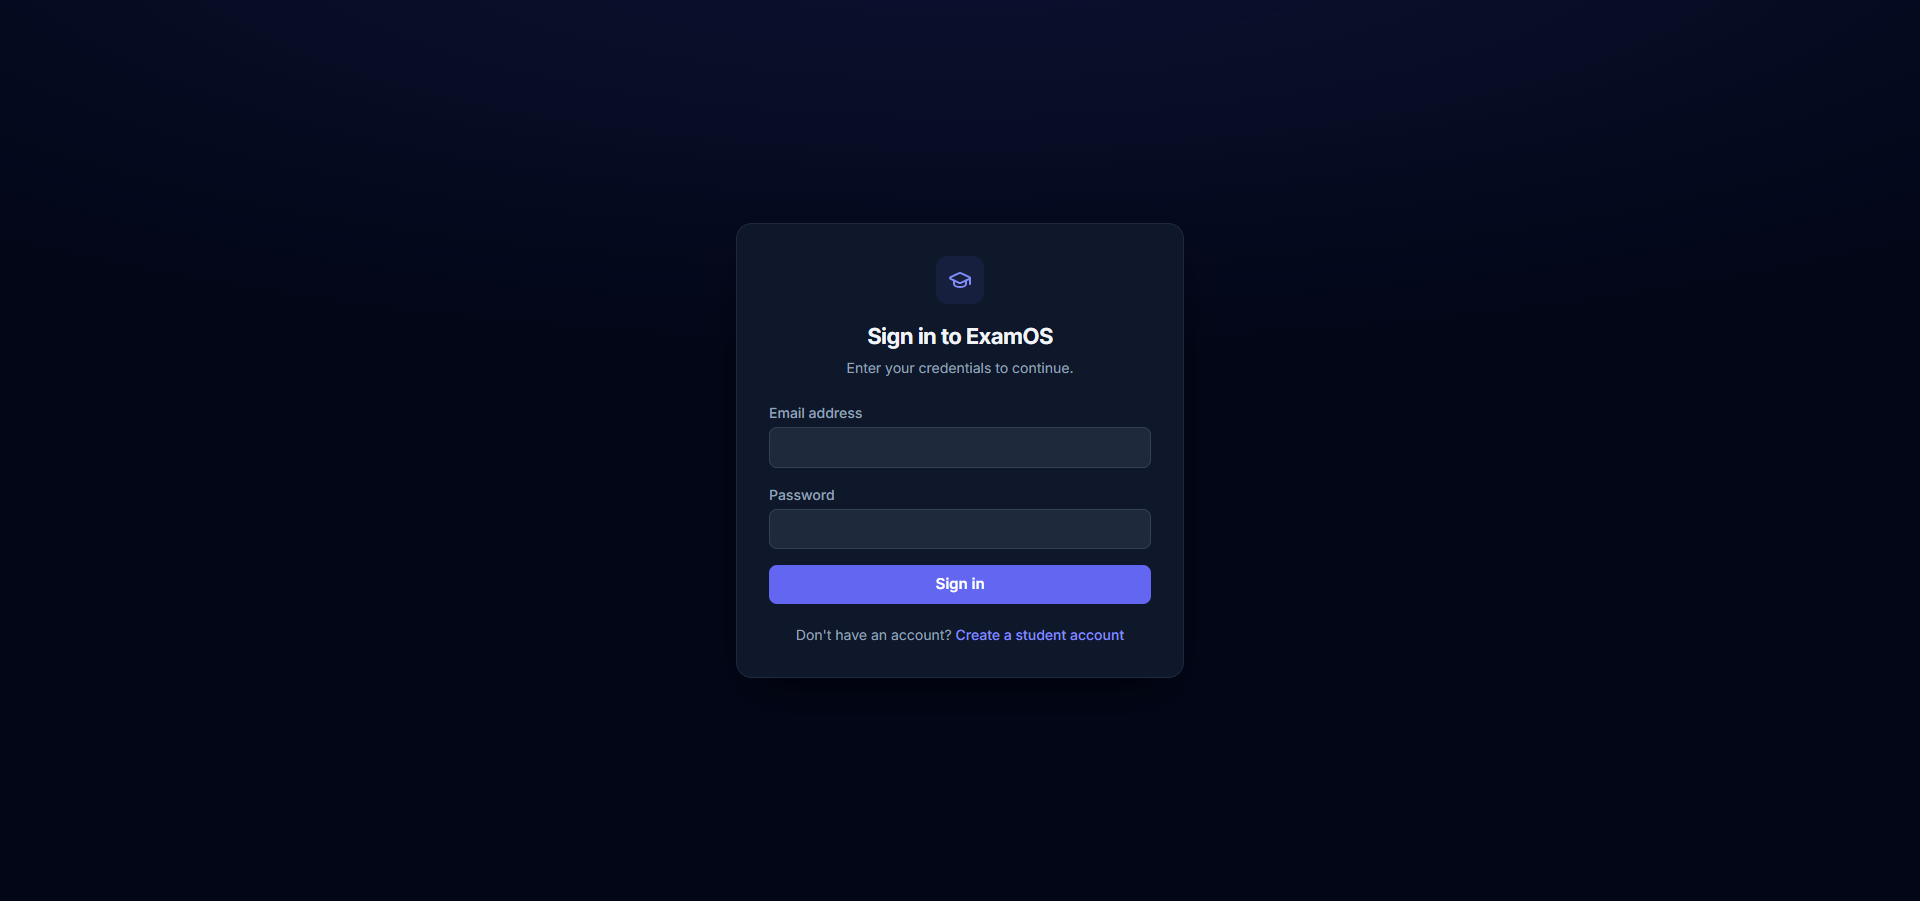 Sign in to ExamOS
Enter your credentials to continue.
Email address
Password
Sign in
Don't have an account? Create a student account